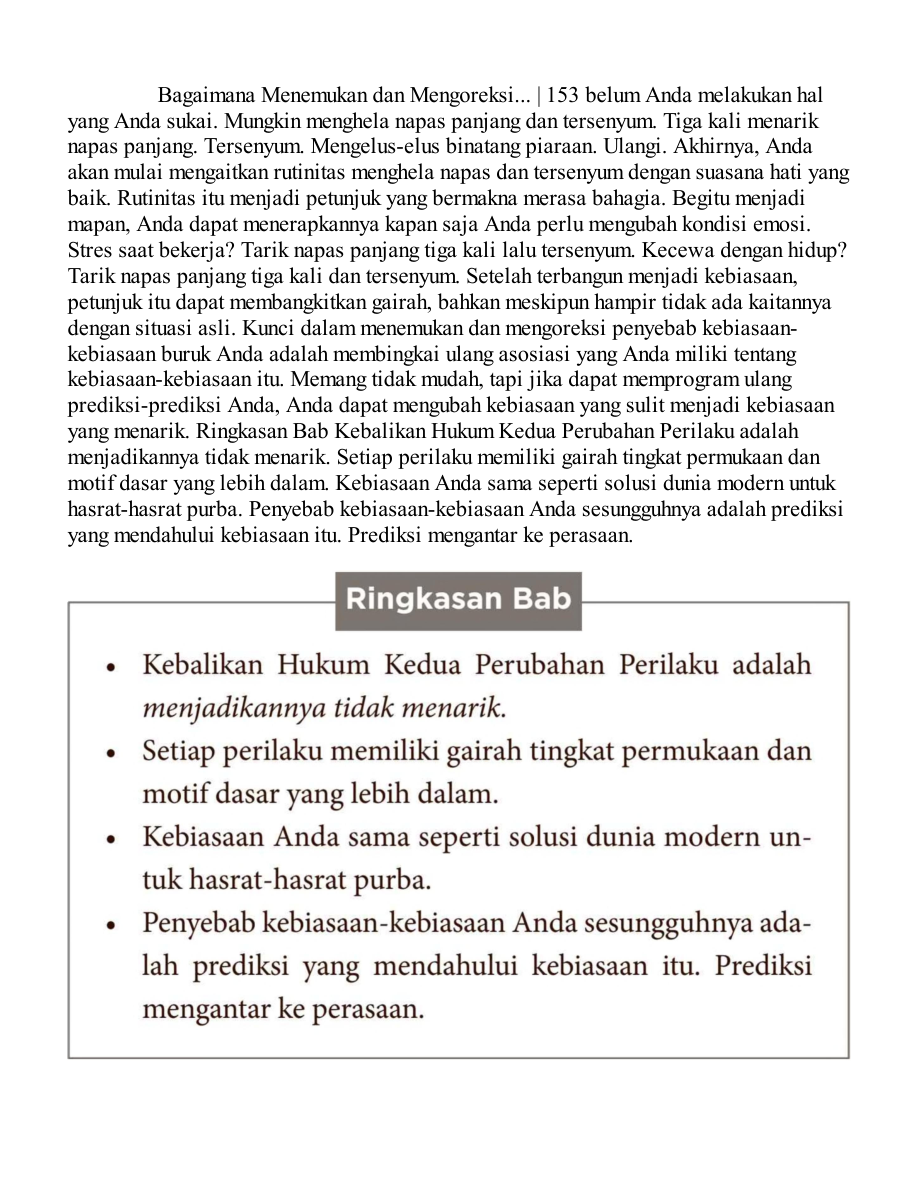 Bagaimana Menemukan dan Mengoreksi... | 153 belum Anda melakukan hal
yang Anda sukai. Mungkin menghela napas panjang dan tersenyum. Tiga kali menarik
napas panjang. Tersenyum. Mengelus-elus binatang piaraan. Ulangi. Akhirnya, Anda
akan mulai mengaitkan rutinitas menghela napas dan tersenyum dengan suasana hati yang
baik. Rutinitas itu menjadi petunjuk yang bermakna merasa bahagia. Begitu menjadi
mapan, Anda dapat menerapkannya kapan saja Anda perlu mengubah kondisi emosi.
Stres saat bekerja? Tarik napas panjang tiga kali lalu tersenyum. Kecewa dengan hidup?
Tarik napas panjang tiga kali dan tersenyum. Setelah terbangun menjadi kebiasaan,
petunjuk itu dapat membangkitkan gairah, bahkan meskipun hampir tidak ada kaitannya
dengan situasi asli. Kunci dalam menemukan dan mengoreksi penyebab kebiasaan-
kebiasaan buruk Anda adalah membingkai ulang asosiasi yang Anda miliki tentang
kebiasaan-kebiasaan itu. Memang tidak mudah, tapi jika dapat memprogram ulang
prediksi-prediksi Anda, Anda dapat mengubah kebiasaan yang sulit menjadi kebiasaan
yang menarik. Ringkasan Bab Kebalikan Hukum Kedua Perubahan Perilaku adalah
menjadikannya tidak menarik. Setiap perilaku memiliki gairah tingkat permukaan dan
motif dasar yang lebih dalam. Kebiasaan Anda sama seperti solusi dunia modern untuk
hasrat-hasrat purba. Penyebab kebiasaan-kebiasaan Anda sesungguhnya adalah prediksi
yang mendahului kebiasaan itu. Prediksi mengantar ke perasaan.
Ringkasan Bab
• Kebalikan Hukum Kedua Perubahan Perilaku adalah
menjadikannya tidak menarik.
• Setiap perilaku memiliki gairah tingkat permukaan dan
motif dasar yang lebih dalam.
• Kebiasaan Anda sama seperti solusi dunia modern un-
tuk hasrat-hasrat purba.
• Penyebab kebiasaan-kebiasaan Anda sesungguhnya ada-
lah prediksi yang mendahului kebiasaan itu. Prediksi
mengantar ke perasaan.